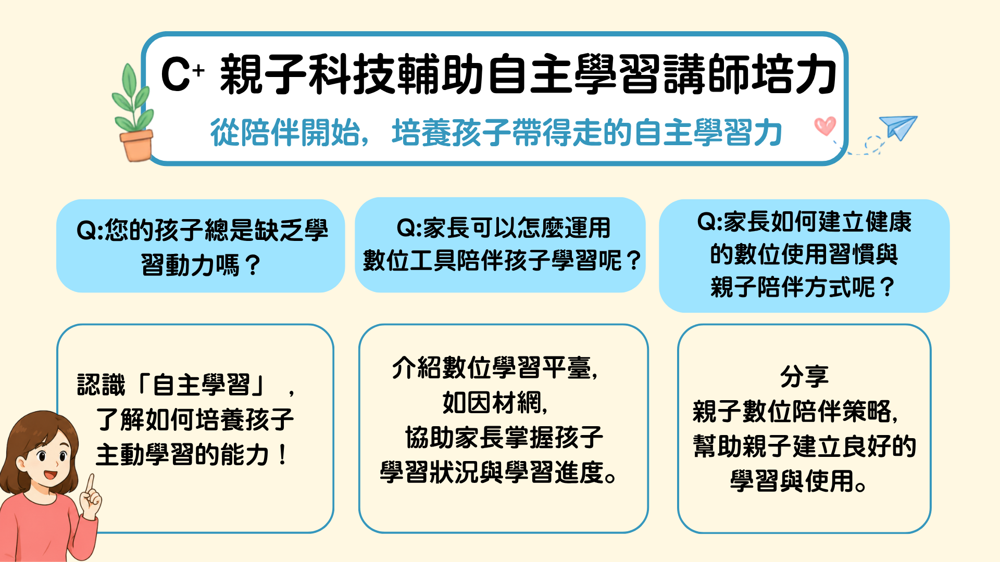 C⁺ 親子科技輔助自主學習講師培力
從陪伴開始，培養孩子帶得走的自主學習力
Q:您的孩子總是缺乏學
習動力嗎？
Q:家長可以怎麼運用
數位工具陪伴孩子學習呢？
Q:家長如何建立健康
的數位使用習慣與
親子陪伴方式呢？
認識「自主學習」，
了解如何培養孩子
主動學習的能力！
介紹數位學習平臺，
如因材網，
協助家長掌握孩子
學習狀況與學習進度。
分享
親子數位陪伴策略，
幫助親子建立良好的
學習與使用。